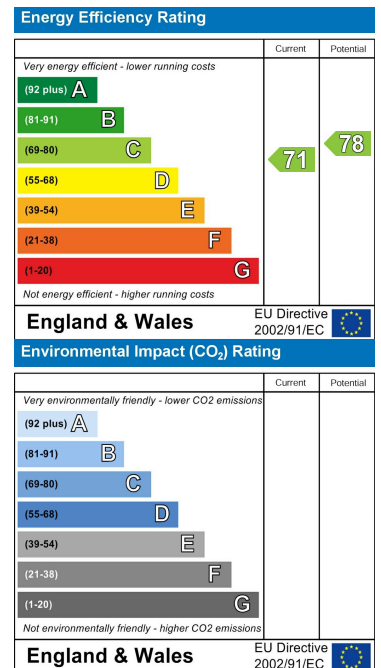 Energy Efficiency Rating
Current Potential
Very energy efficient - lower running costs
(92 plus) A
(81-91) B
(69-80) C
(55-68) D
(39-54) E
(21-38) F
(1-20) G
71 78
Not energy efficient - higher running costs
England & Wales
EU Directive
2002/91/EC
Environmental Impact (CO₂) Rating
Current Potential
Very environmentally friendly - lower CO2 emissions
(92 plus) A
(81-91) B
(69-80) C
(55-68) D
(39-54) E
(21-38) F
(1-20) G
Not environmentally friendly - higher CO2 emissions
England & Wales
EU Directive
2002/91/EC